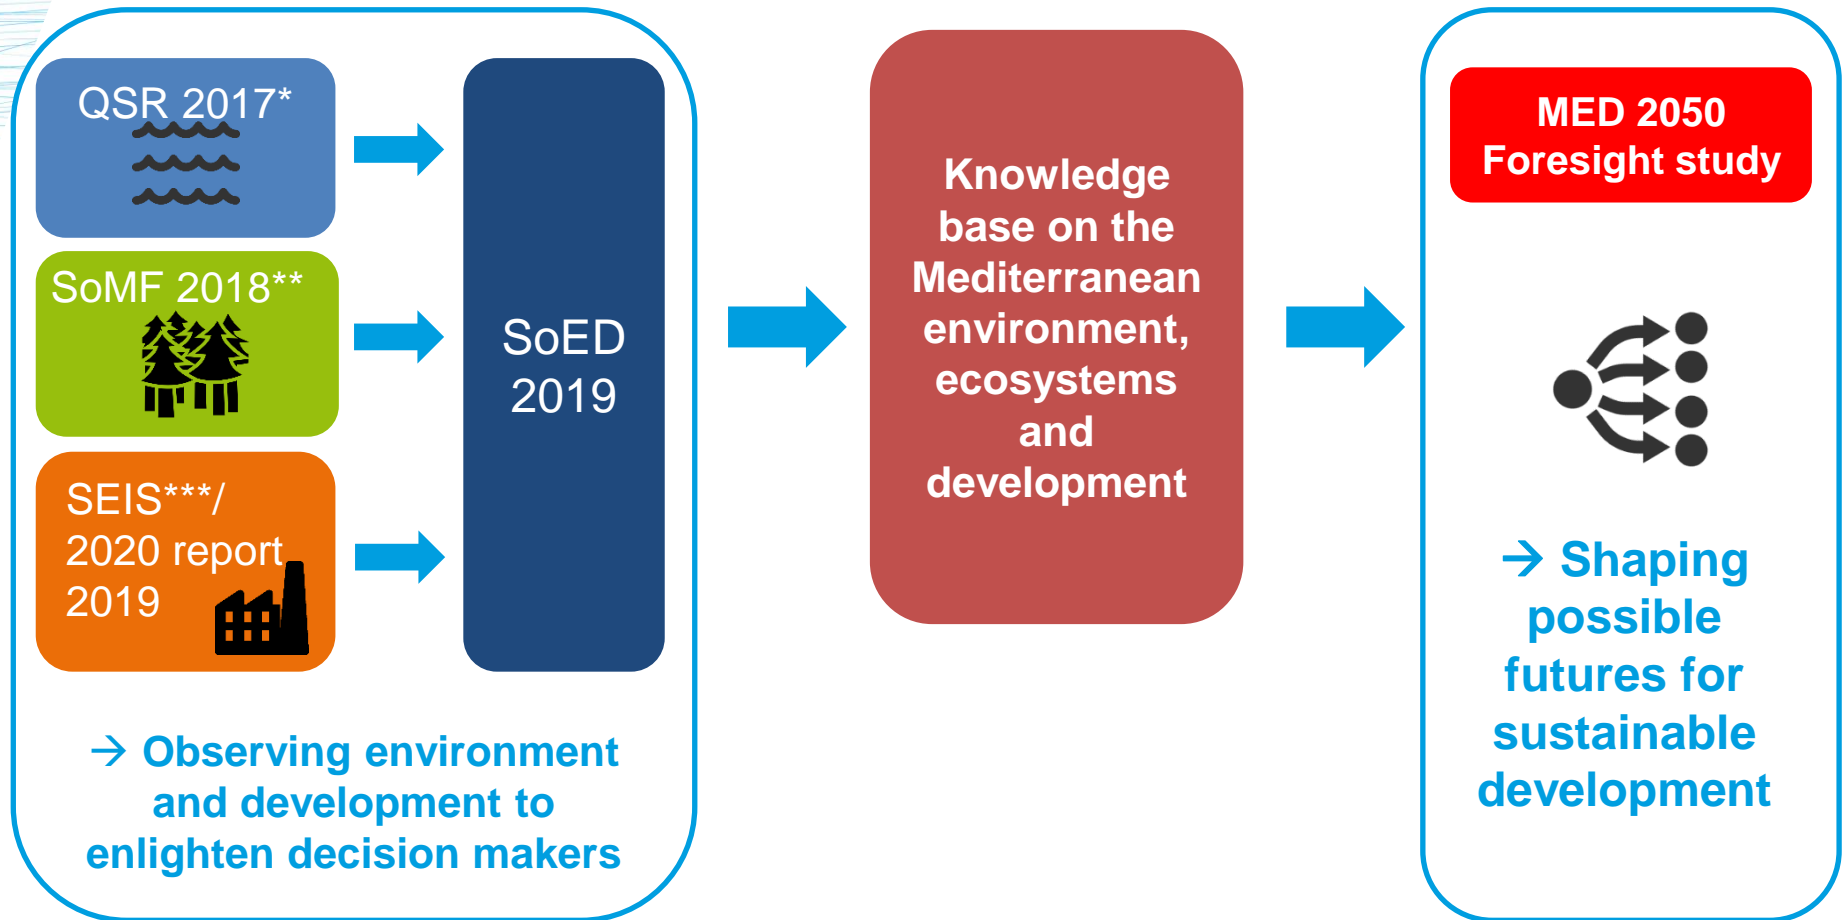 QSR 2017*
SoMF 2018**
SEIS***/
2020 report
2019
SoED
2019
→ Observing environment
and development to
enlighten decision makers
Knowledge
base on the
Mediterranean
environment,
ecosystems
and
development
MED 2050
Foresight study
→ Shaping
possible
futures for
sustainable
development